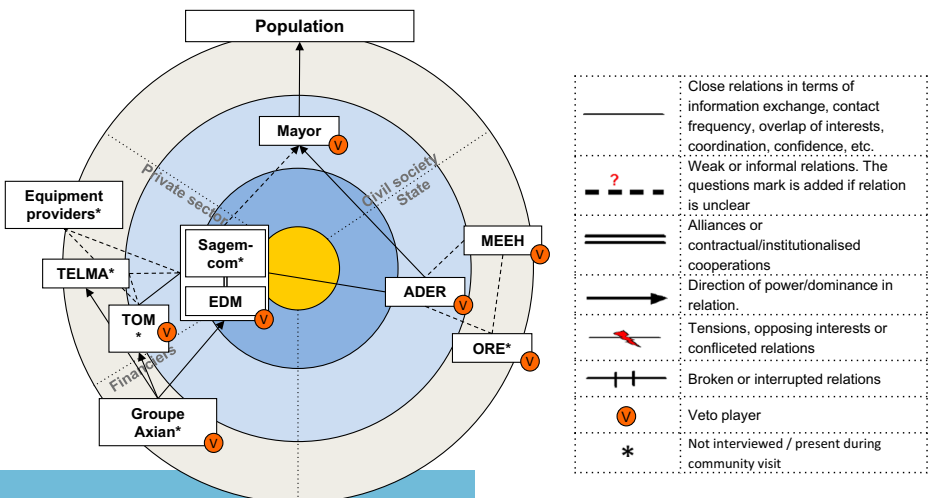 Population
Mayor
V
Private sector
Civil society
State
Equipment
providers*
Sagem-
com*
MEEH
V
TELMA*
EDM
V
ADER
V
TOM
*
V
ORE*
V
Financiers
Groupe
Axian*
V
Close relations in terms of
information exchange, contact
frequency, overlap of interests,
coordination, confidence, etc.
?
Weak or informal relations. The
questions mark is added if relation
is unclear
Alliances or
contractual/institutionalised
cooperations
Direction of power/dominance in
relation.
Tensions, opposing interests or
confliceted relations
Broken or interrupted relations
V
Veto player
*
Not interviewed / present during
community visit